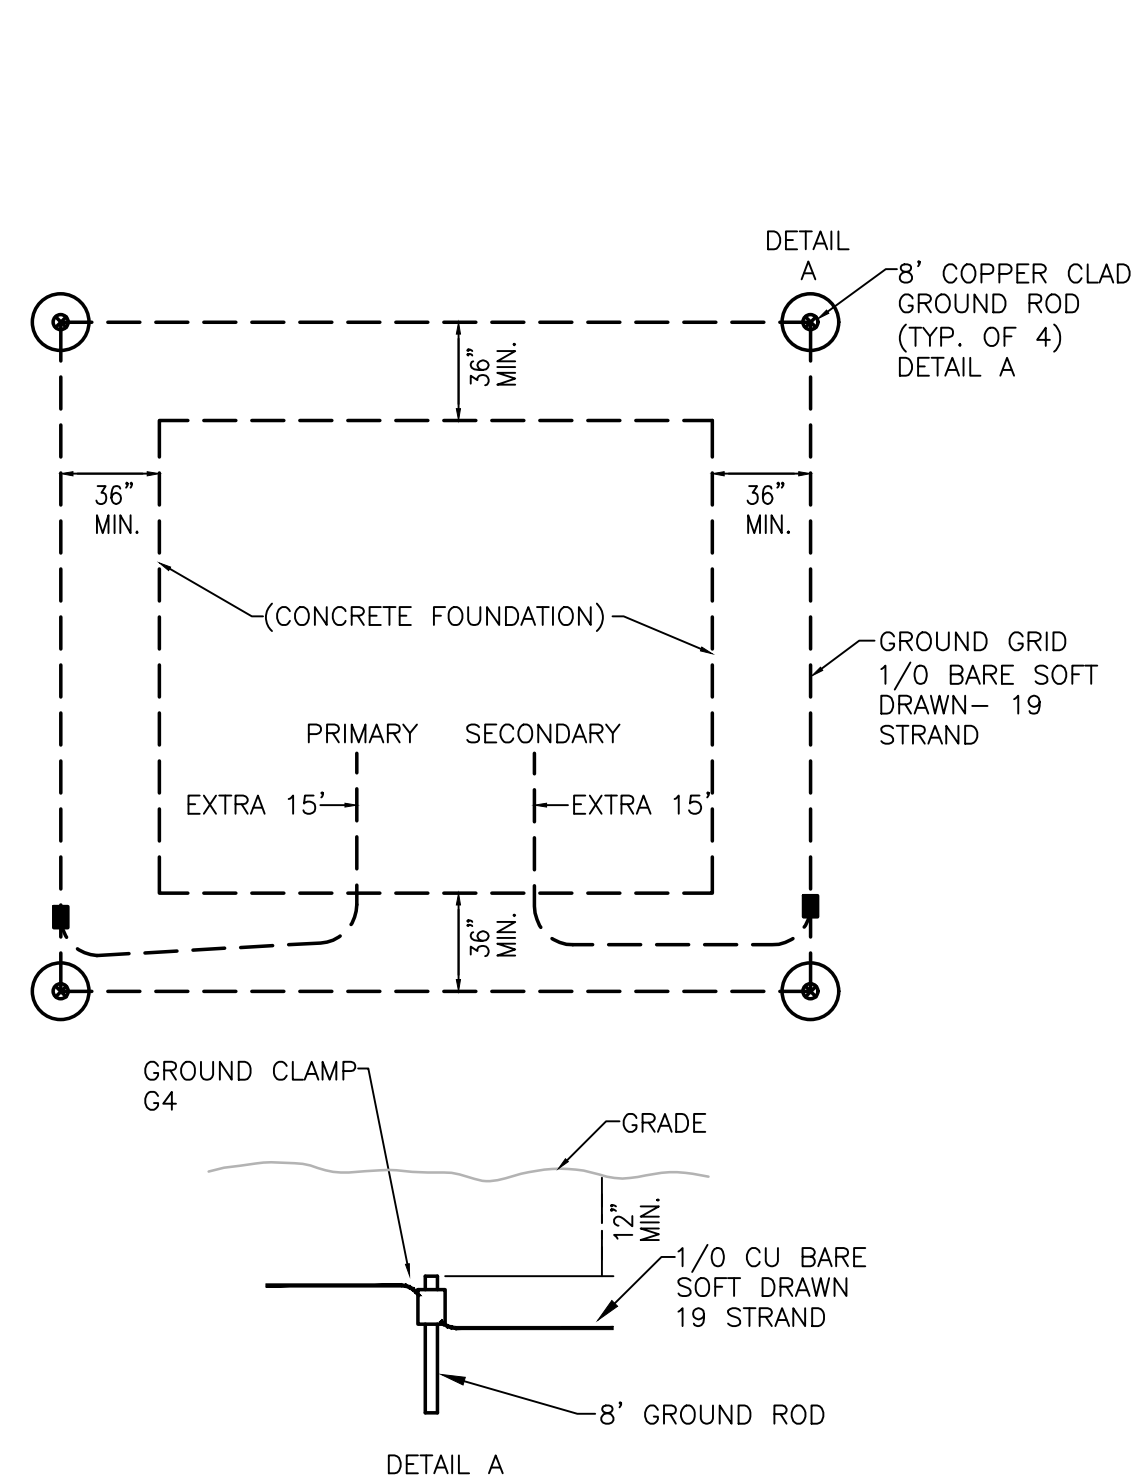 DETAIL
A
8' COPPER CLAD
GROUND ROD
(TYP. OF 4)
DETAIL A
36"
MIN.
36"
MIN.
36"
MIN.
(CONCRETE FOUNDATION)
GROUND GRID
1/0 BARE SOFT
DRAWN- 19
STRAND
PRIMARY
SECONDARY
EXTRA 15'
EXTRA 15'
36"
MIN.
GROUND CLAMP
G4
GRADE
12"
MIN.
1/0 CU BARE
SOFT DRAWN
19 STRAND
8' GROUND ROD
DETAIL A